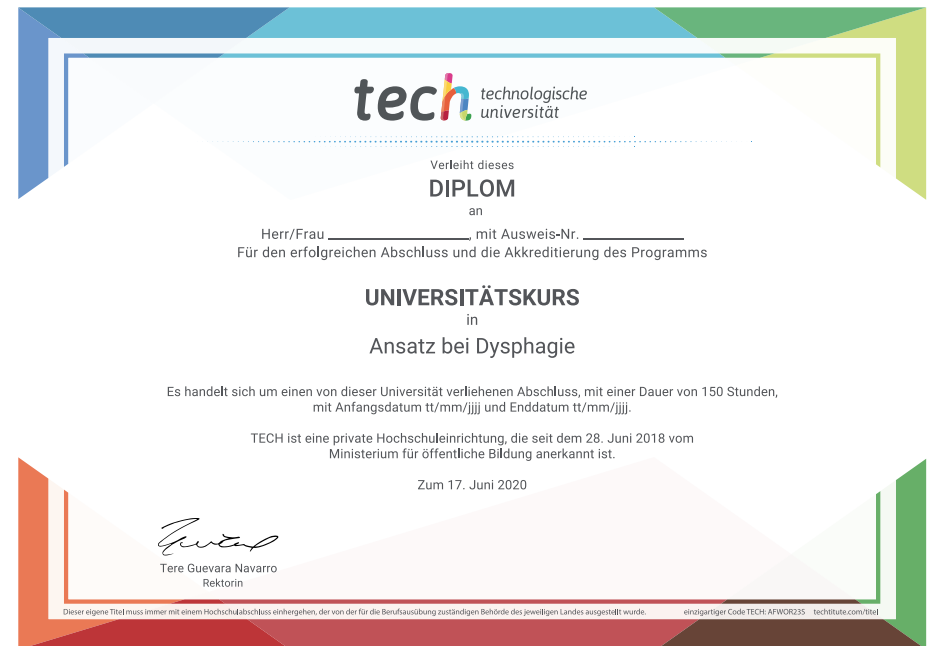 tech technologische
universität
Verleiht dieses
DIPLOM
an
Herr/Frau ____________, mit Ausweis-Nr. ____________
Für den erfolgreichen Abschluss und die Akkreditierung des Programms
UNIVERSITÄTSKURS
in
Ansatz bei Dysphagie
Es handelt sich um einen von dieser Universität verliehenen Abschluss, mit einer Dauer von 150 Stunden,
mit Anfangsdatum tt/mm/jjjj und Enddatum tt/mm/jjjj.
TECH ist eine private Hochschuleinrichtung, die seit dem 28. Juni 2018 vom
Ministerium für öffentliche Bildung anerkannt ist.
Zum 17. Juni 2020
Tere Guevara Navarro
Rektorin
Dieser eigene Titel muss immer mit einem Hochschulabschluss einhergehen, der von der für die Berufsausübung zuständigen Behörde des jeweiligen Landes ausgestellt wurde. einzigartiger Code TECH: AFWOR23S techtitute.com/titel